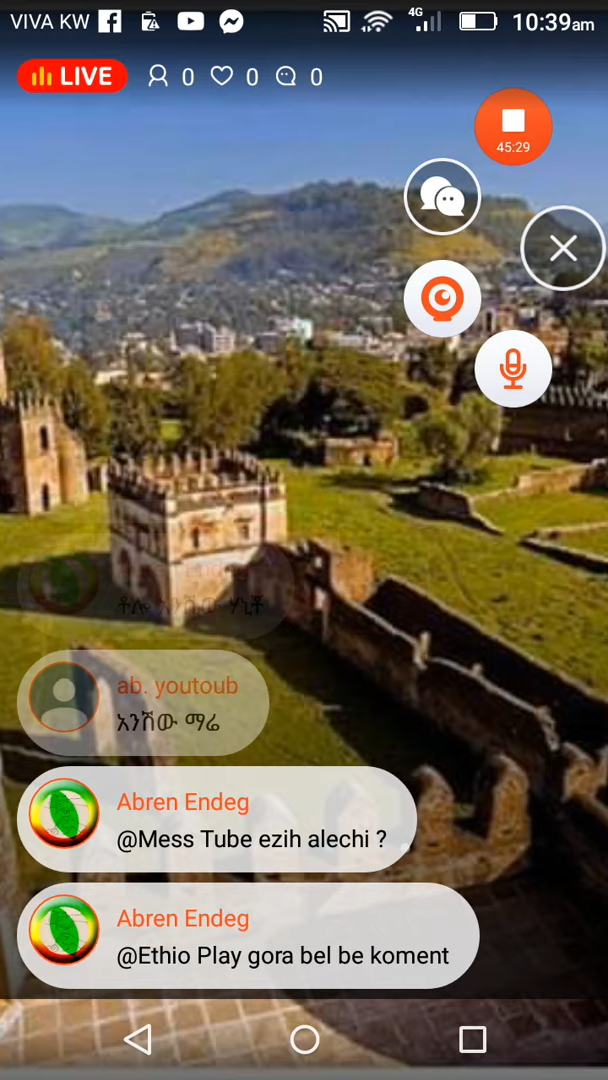 VIVA KW
4G
10:39am
LIVE
0
0
0
45:29
ab. youtoub
አንሽው ማሬ
Abren Endeg
@Mess Tube ezih alechi ?
Abren Endeg
@Ethio Play gora bel be koment